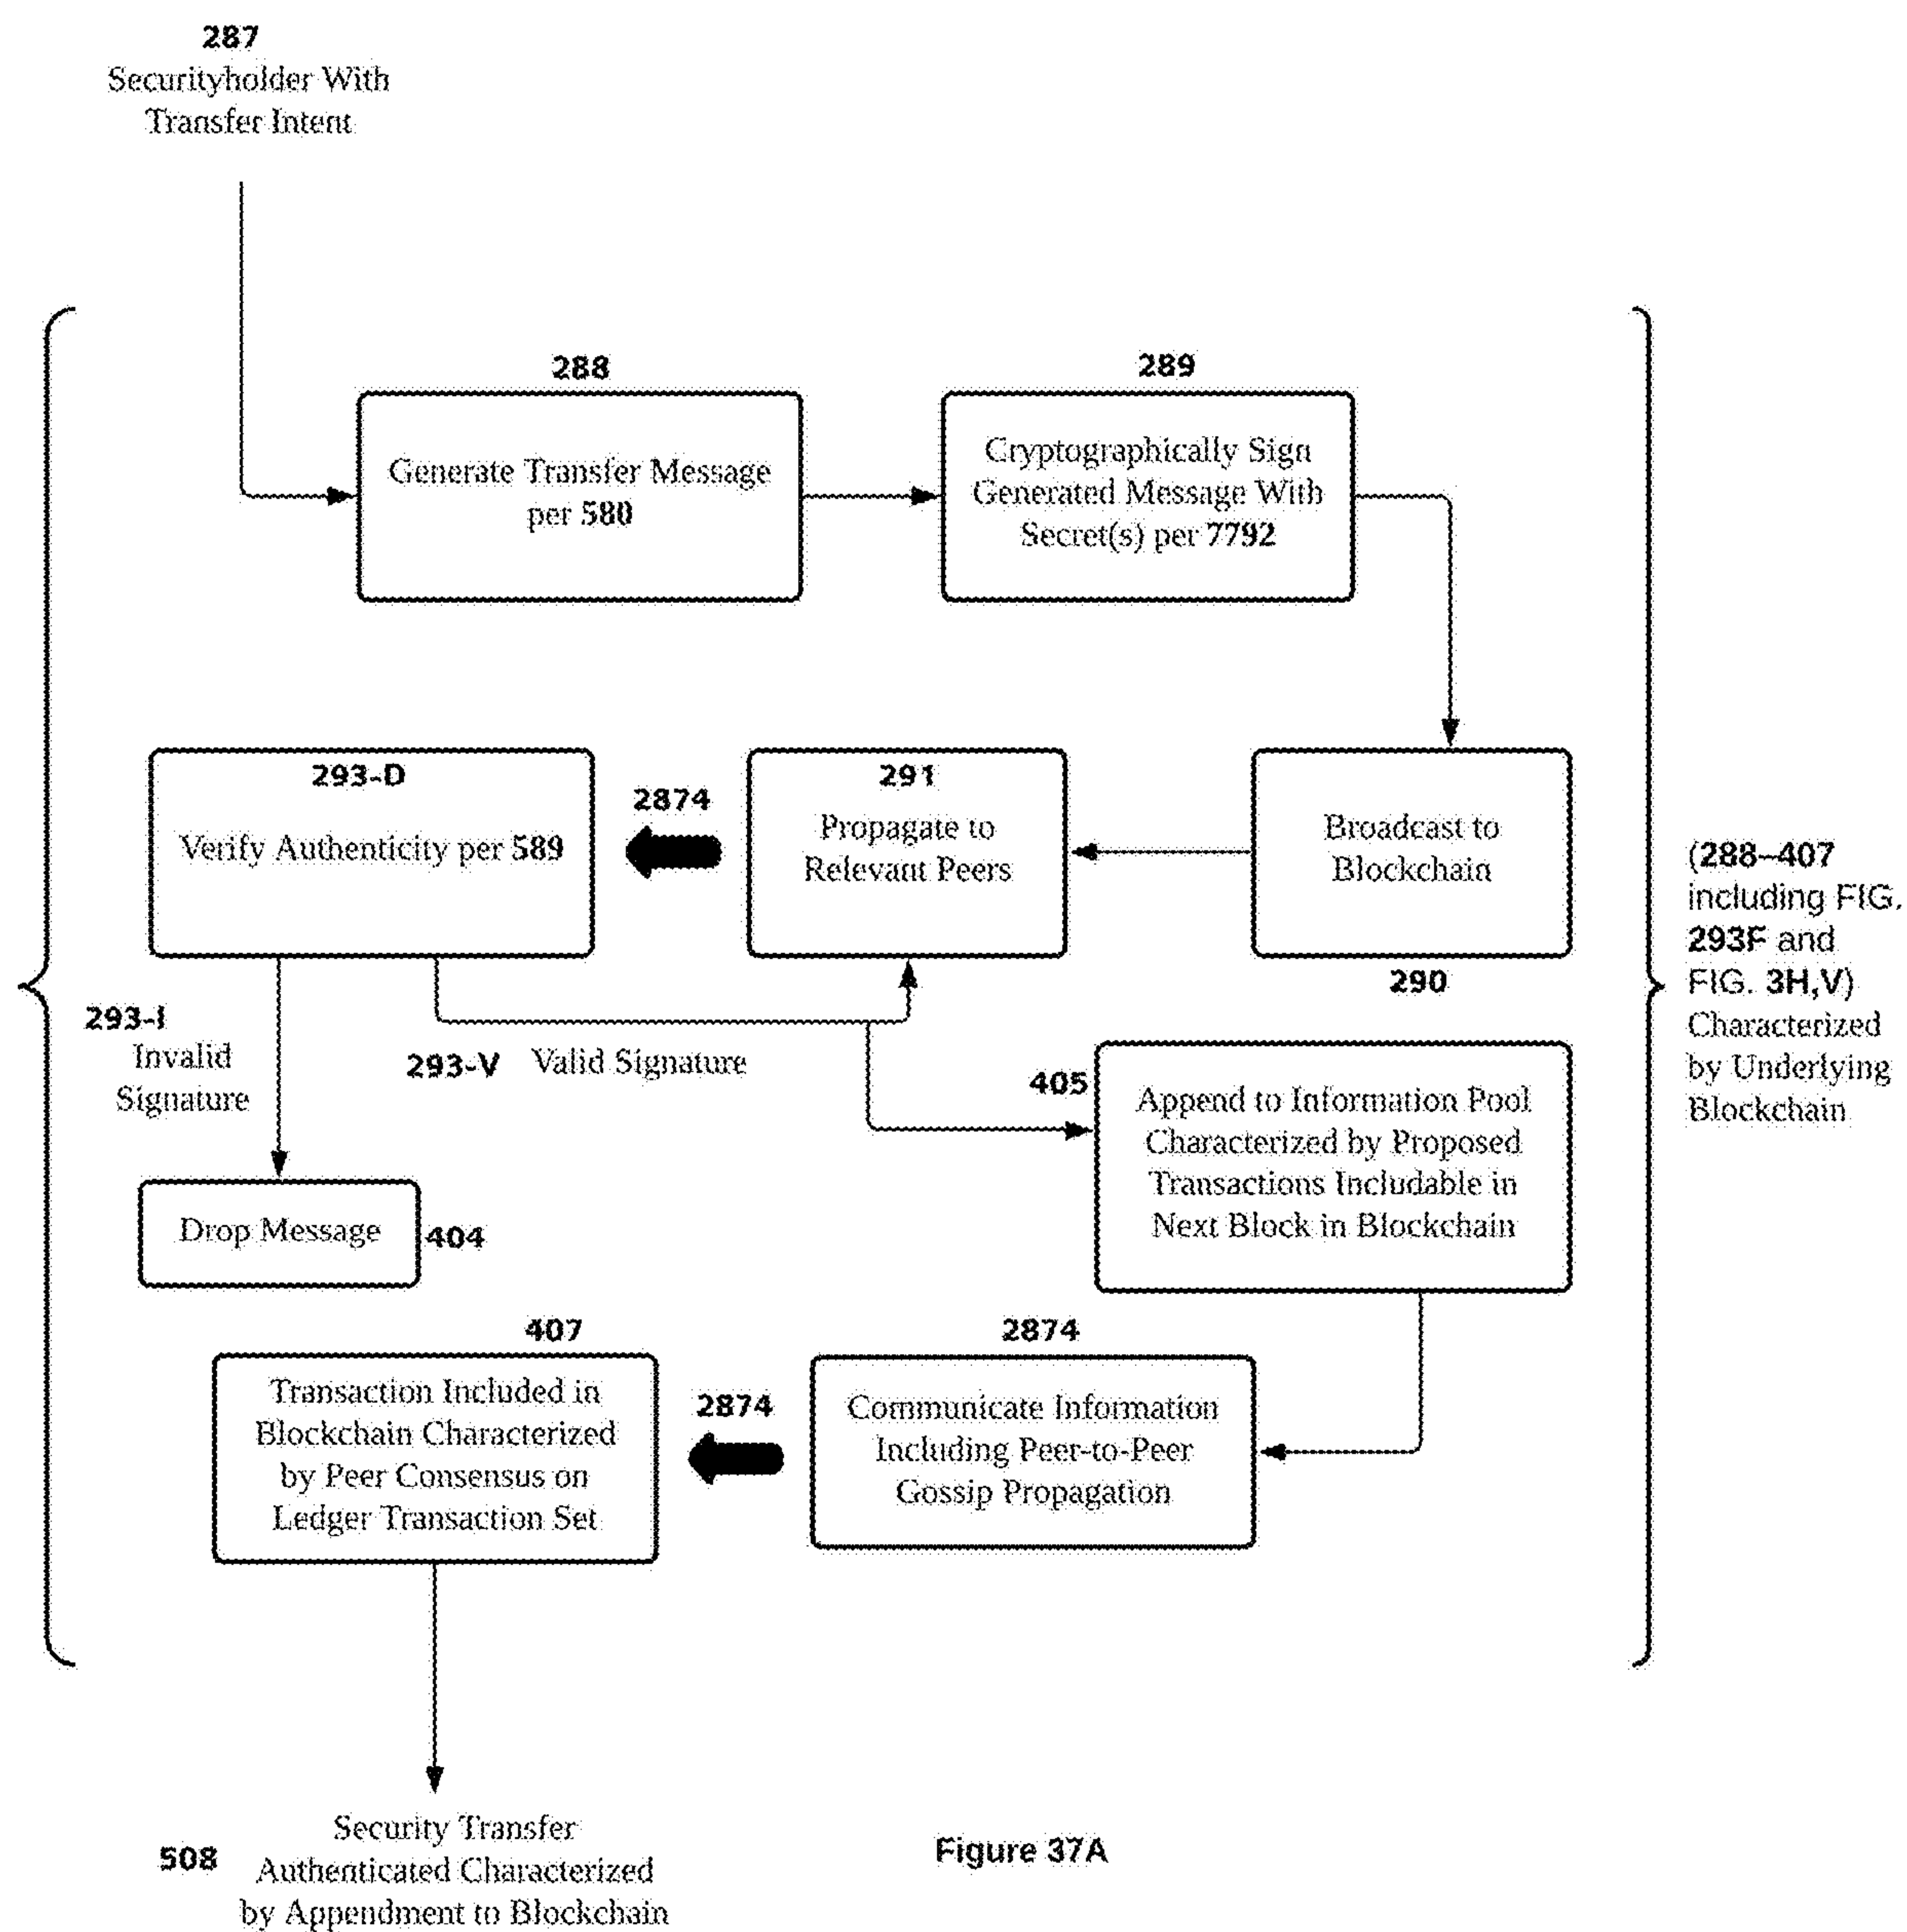 287
Securityholder With
Transfer Intent
288
Generate Transfer Message
per 580
289
Cryptographically Sign
Generated Message With
Secret(s) per 7792
293-D
Verify Authenticity per 589
2874
291
Propagate to
Relevant Peers
Broadcast to
Blockchain
290
(288–407
including FIG.
293F and
FIG. 3H,V)
Characterized
by Underlying
Blockchain
293-I
Invalid
Signature
293-V Valid Signature
405
Append to Information Pool
Characterized by Proposed
Transactions Includable in
Next Block in Blockchain
Drop Message
404
407
Transaction Included in
Blockchain Characterized
by Peer Consensus on
Ledger Transaction Set
2874
2874
Communicate Information
Including Peer-to-Peer
Gossip Propagation
508
Security Transfer
Authenticated Characterized
by Appendment to Blockchain
Figure 37A